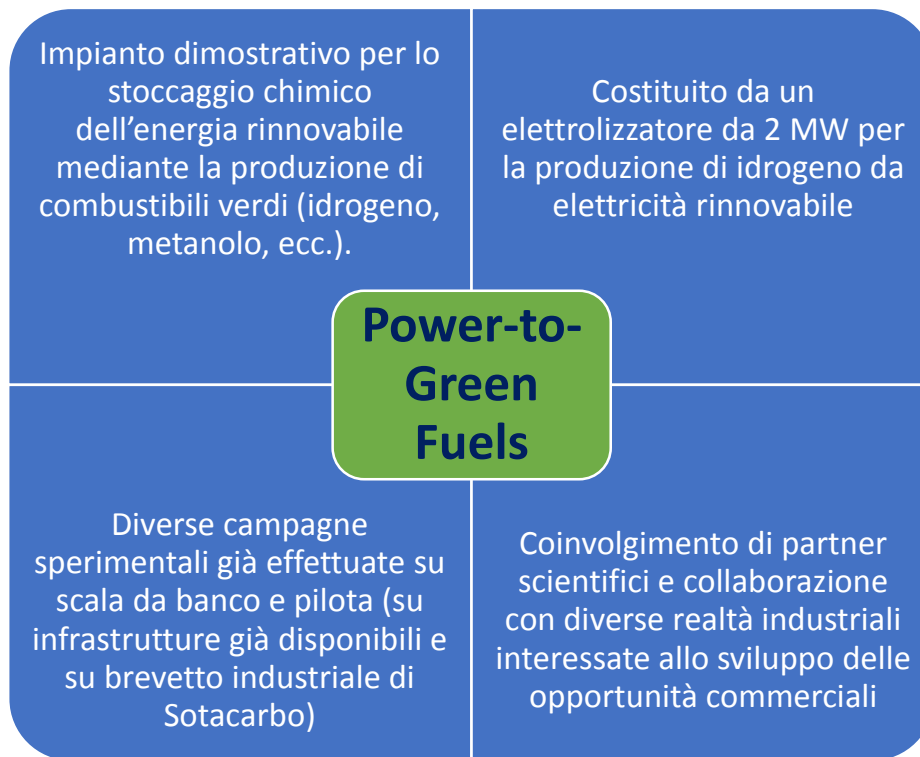 Impianto dimostrativo per lo
stoccaggio chimico
dell'energia rinnovabile
mediante la produzione di
combustibili verdi (idrogeno,
metanolo, ecc.).
Costituito da un
elettrolizzatore da 2 MW per
la produzione di idrogeno da
elettricità rinnovabile
Power-to-
Green
Fuels
Diverse campagne
sperimentali già effettuate su
scala da banco e pilota (su
infrastrutture già disponibili e
su brevetto industriale di
Sotacarbo)
Coinvolgimento di partner
scientifici e collaborazione
con diverse realtà industriali
interessate allo sviluppo delle
opportunità commerciali